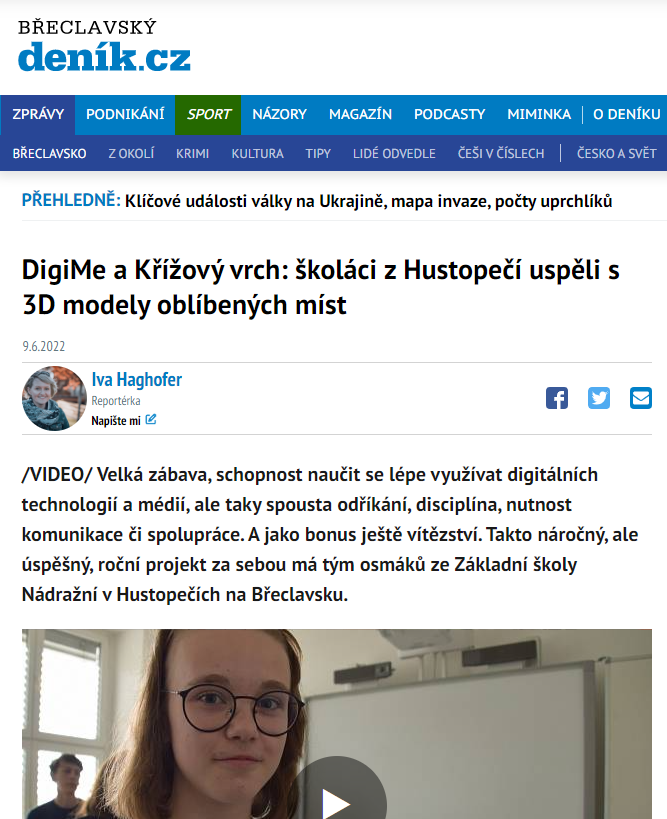 BŘECLAVSKÝ
deník.cz
ZPRÁVY PODNIKÁNÍ SPORT NÁZORY MAGAZÍN PODCASTY MIMINKA O DENÍKU
BŘECLAVSKO Z OKOLÍ KRIMI KULTURA TIPY LIDÉ ODVEDLE ČEŠI V ČÍSLECH ČESKO A SVĚT
PŘEHLEDNĚ: Klíčové události války na Ukrajině, mapa invaze, počty uprchlíků
DigiMe a Křížový vrch: školáci z Hustopečí uspěli s
3D modely oblíbených míst
9.6.2022
Iva Haghofer
Reportérka
Napište mi
/VIDEO/ Velká zábava, schopnost naučit se lépe využívat digitálních
technologií a médií, ale taky spousta odříkání, disciplína, nutnost
komunikace či spolupráce. A jako bonus ještě vítězství. Takto náročný, ale
úspěšný, roční projekt za sebou má tým osmáků ze Základní školy
Nádražní v Hustopečích na Břeclavsku.